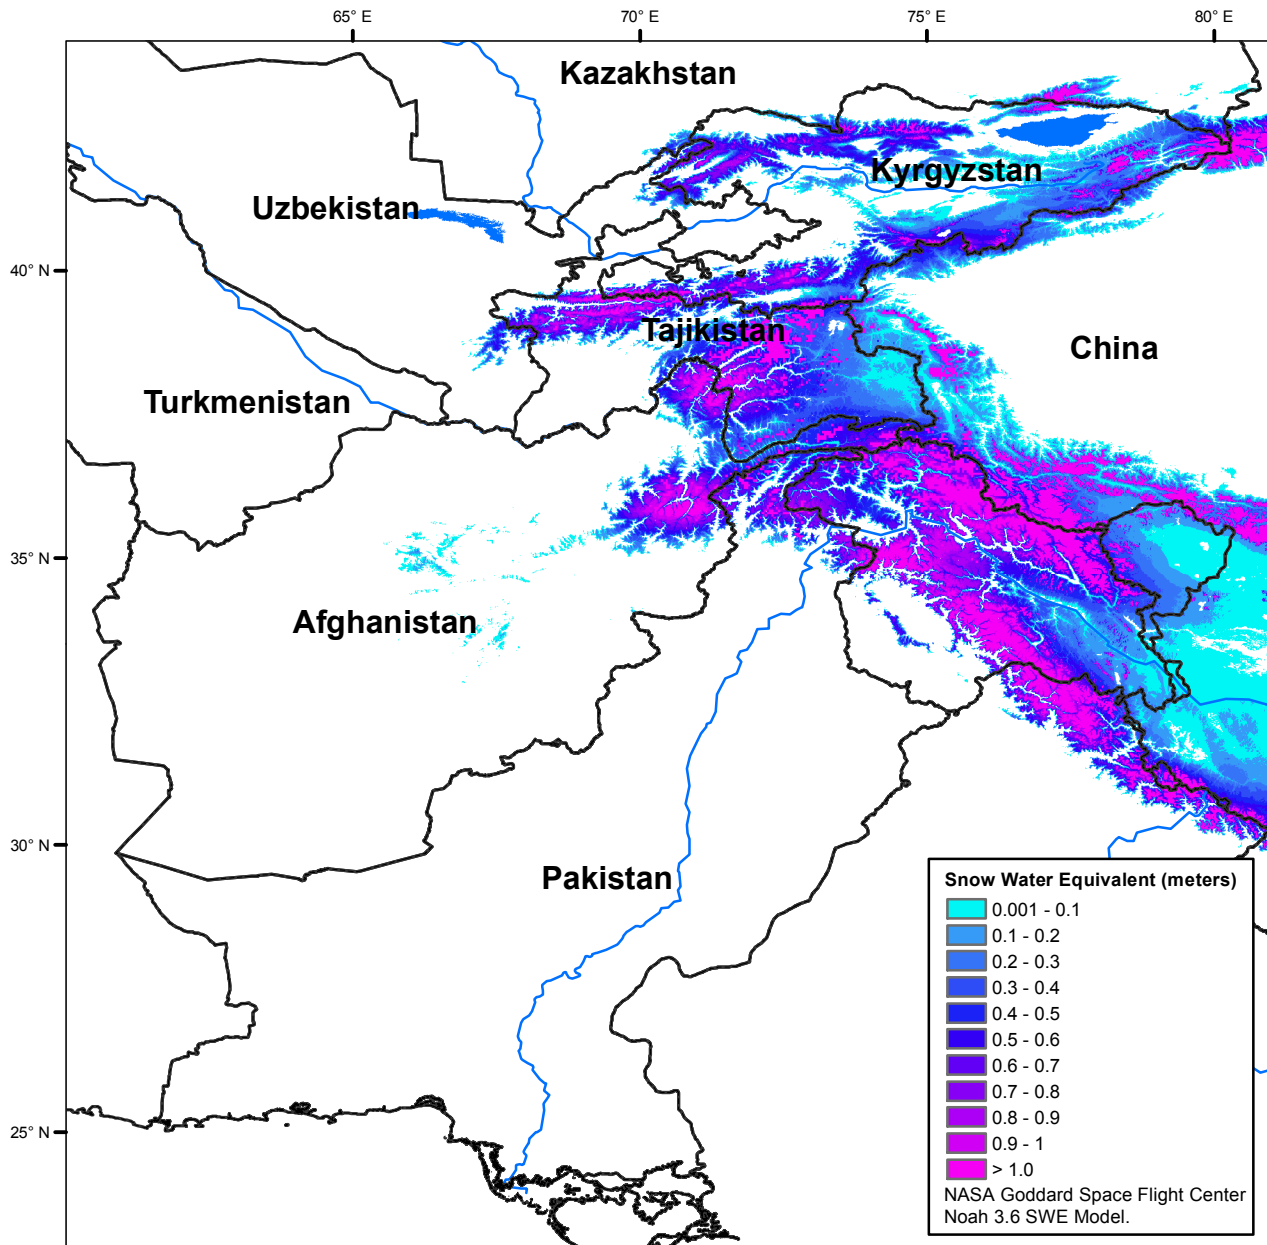 65° E
70° E
75° E
80° E
Kazakhstan
Kyrgyzstan
Uzbekistan
40° N
Tajikistan
China
Turkmenistan
35° N
Afghanistan
30° N
Pakistan
25° N
Snow Water Equivalent (meters)
0.001 - 0.1
0.1 - 0.2
0.2 - 0.3
0.3 - 0.4
0.4 - 0.5
0.5 - 0.6
0.6 - 0.7
0.7 - 0.8
0.8 - 0.9
0.9 - 1
> 1.0
NASA Goddard Space Flight Center
Noah 3.6 SWE Model.